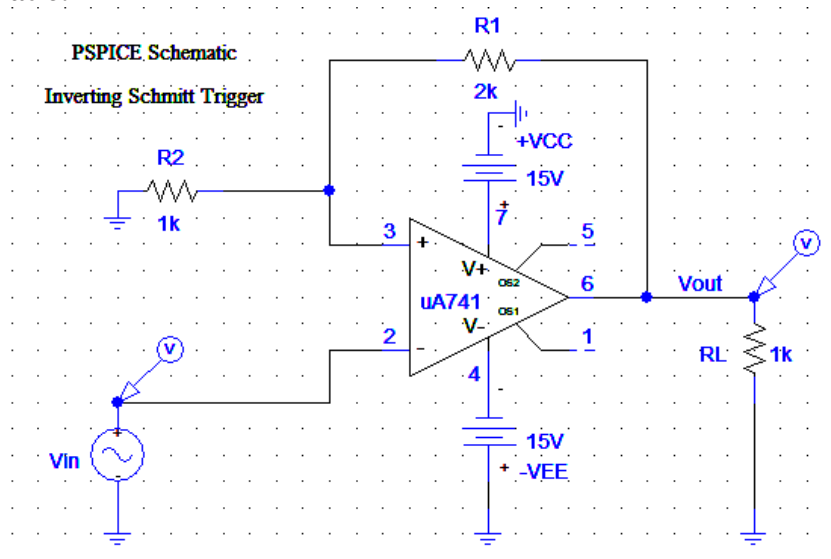 R1
PSPICE Schematic
Inverting Schmitt Trigger
2k
-
+VCC
R2
15V
+
1k
7
3
5
+
V+
OS2
6
Vout
uA741
OS1
V-
2
1
-
RL
1k
4
-
+
15V
Vin
+ -VEE
-
V
V